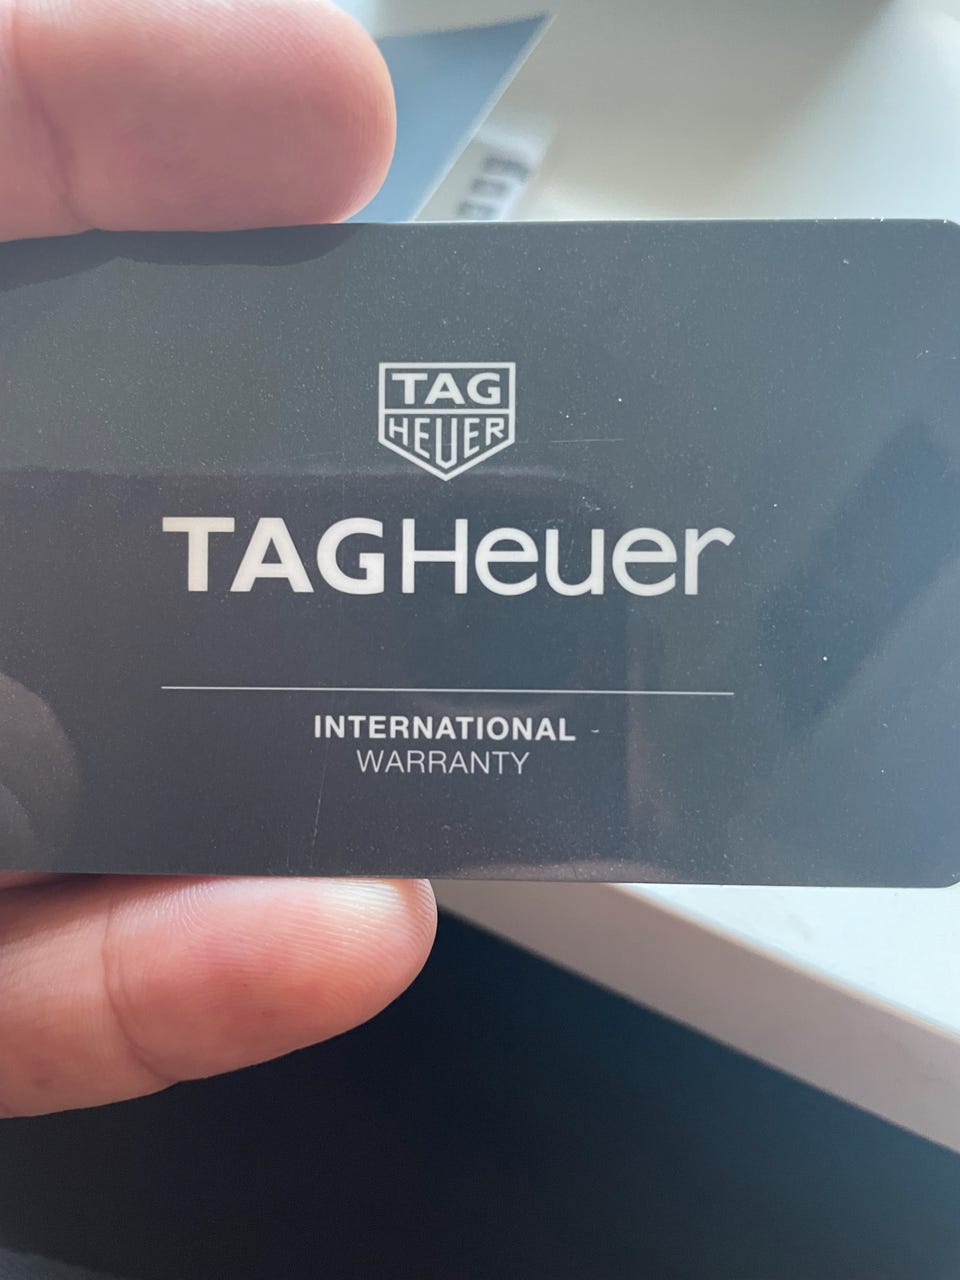 TAG
HEUER
TAGHeuer
INTERNATIONAL
WARRANTY